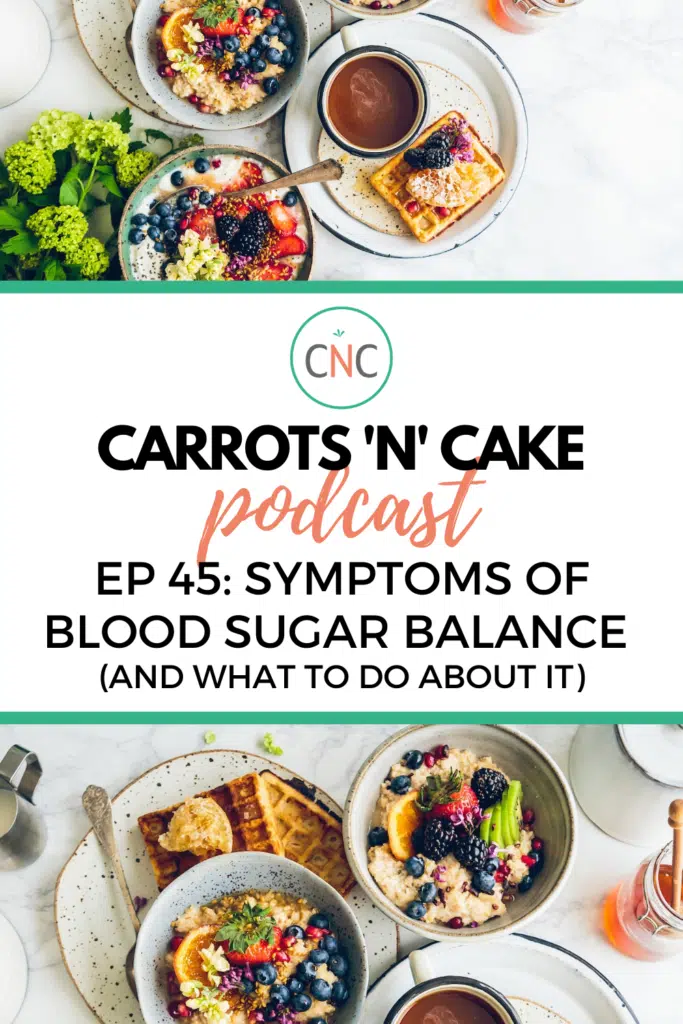 CNC
CARROTS 'N' CAKE
podcast
EP 45: SYMPTOMS OF
BLOOD SUGAR BALANCE
(AND WHAT TO DO ABOUT IT)